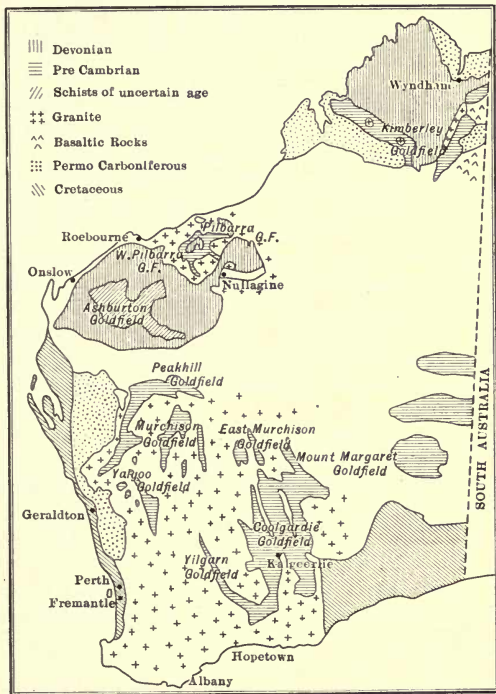 Devonian
Pre Cambrian
Schists of uncertain age
Granite
Basaltic Rocks
Permo Carboniferous
Cretaceous
Wyndham
Kimberley
Goldfield
Roebourne
Pilbarra
G.F.
W. Pilbarra
G.F.
Onslow
Nullagine
Ashburton
Goldfield
Peakhill
Goldfield
Murchison
Goldfield
East Murchison
Goldfield
Mount Margaret
Goldfield
Goldfield
Geraldton
Coolgardie
Goldfield
Yilgarn
Goldfield
Perth
Fremantle
Hopetown
Albany
SOUTH AUSTRALIA